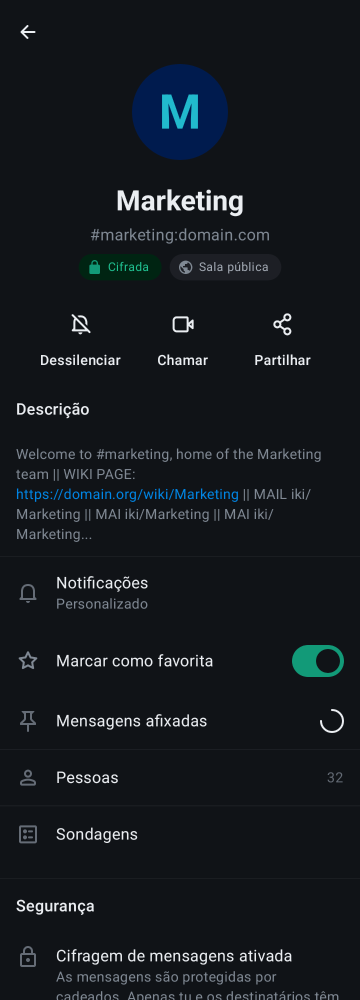 M
Marketing
#marketing:domain.com
Cifrada
Sala pública
Dessilenciar
Chamar
Partilhar
Descrição
Welcome to #marketing, home of the Marketing
team || WIKI PAGE:
https://domain.org/wiki/Marketing || MAIL iki/
Marketing || MAI iki/Marketing || MAI iki/
Marketing...
Notificações
Personalizado
Marcar como favorita
Mensagens afixadas
Pessoas
32
Sondagens
Segurança
Cifragem de mensagens ativada
As mensagens são protegidas por
cadeados. Apenas tu e os destinatários têm